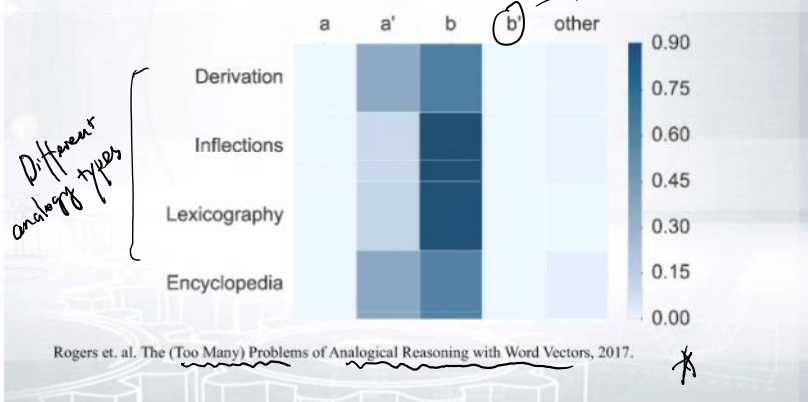 a a' b b' other
0.90
Derivation
0.75
Different
analogy types
Inflections
0.60
0.45
Lexicography
0.30
Encyclopedia
0.15
0.00
Rogers et. al. The (Too Many) Problems of Analogical Reasoning with Word Vectors, 2017.